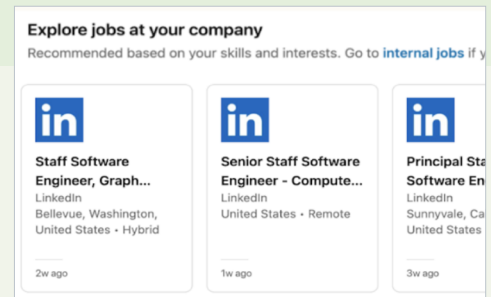 Explore jobs at your company
Recommended based on your skills and interests. Go to internal jobs if y
in
Staff Software
Engineer, Graph...
LinkedIn
Bellevue, Washington,
United States • Hybrid
2w ago
in
Senior Staff Software
Engineer - Compute...
LinkedIn
United States • Remote
1w ago
in
Principal Sta
Software En
LinkedIn
Sunnyvale, Ca
United States
3w ago